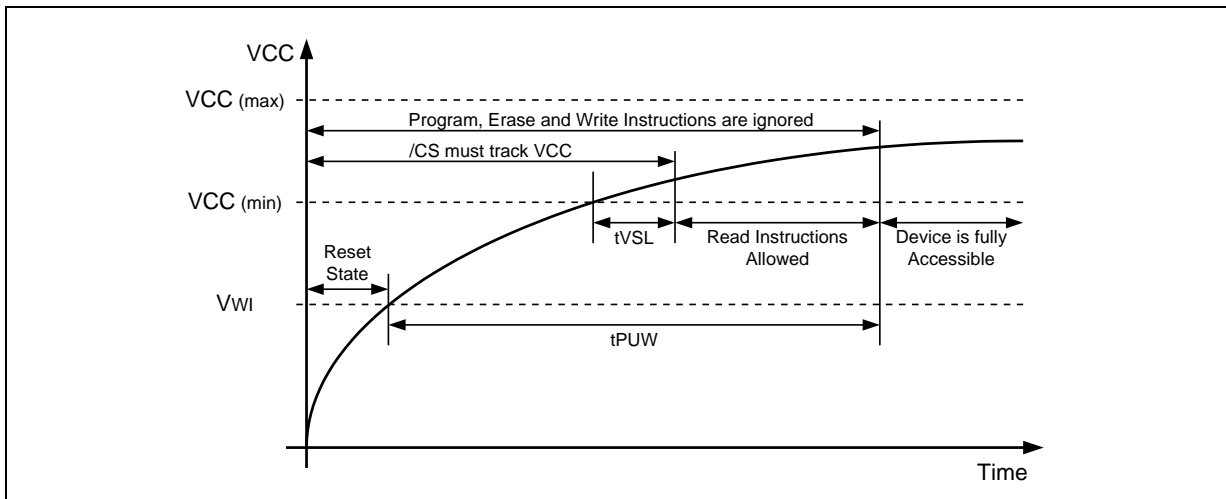 VCC
VCC (max)
Program, Erase and Write Instructions are ignored
/CS must track VCC
VCC (min)
tVSL
Read Instructions
Allowed
Device is fully
Accessible
Reset
State
VWI
tPUW
Time